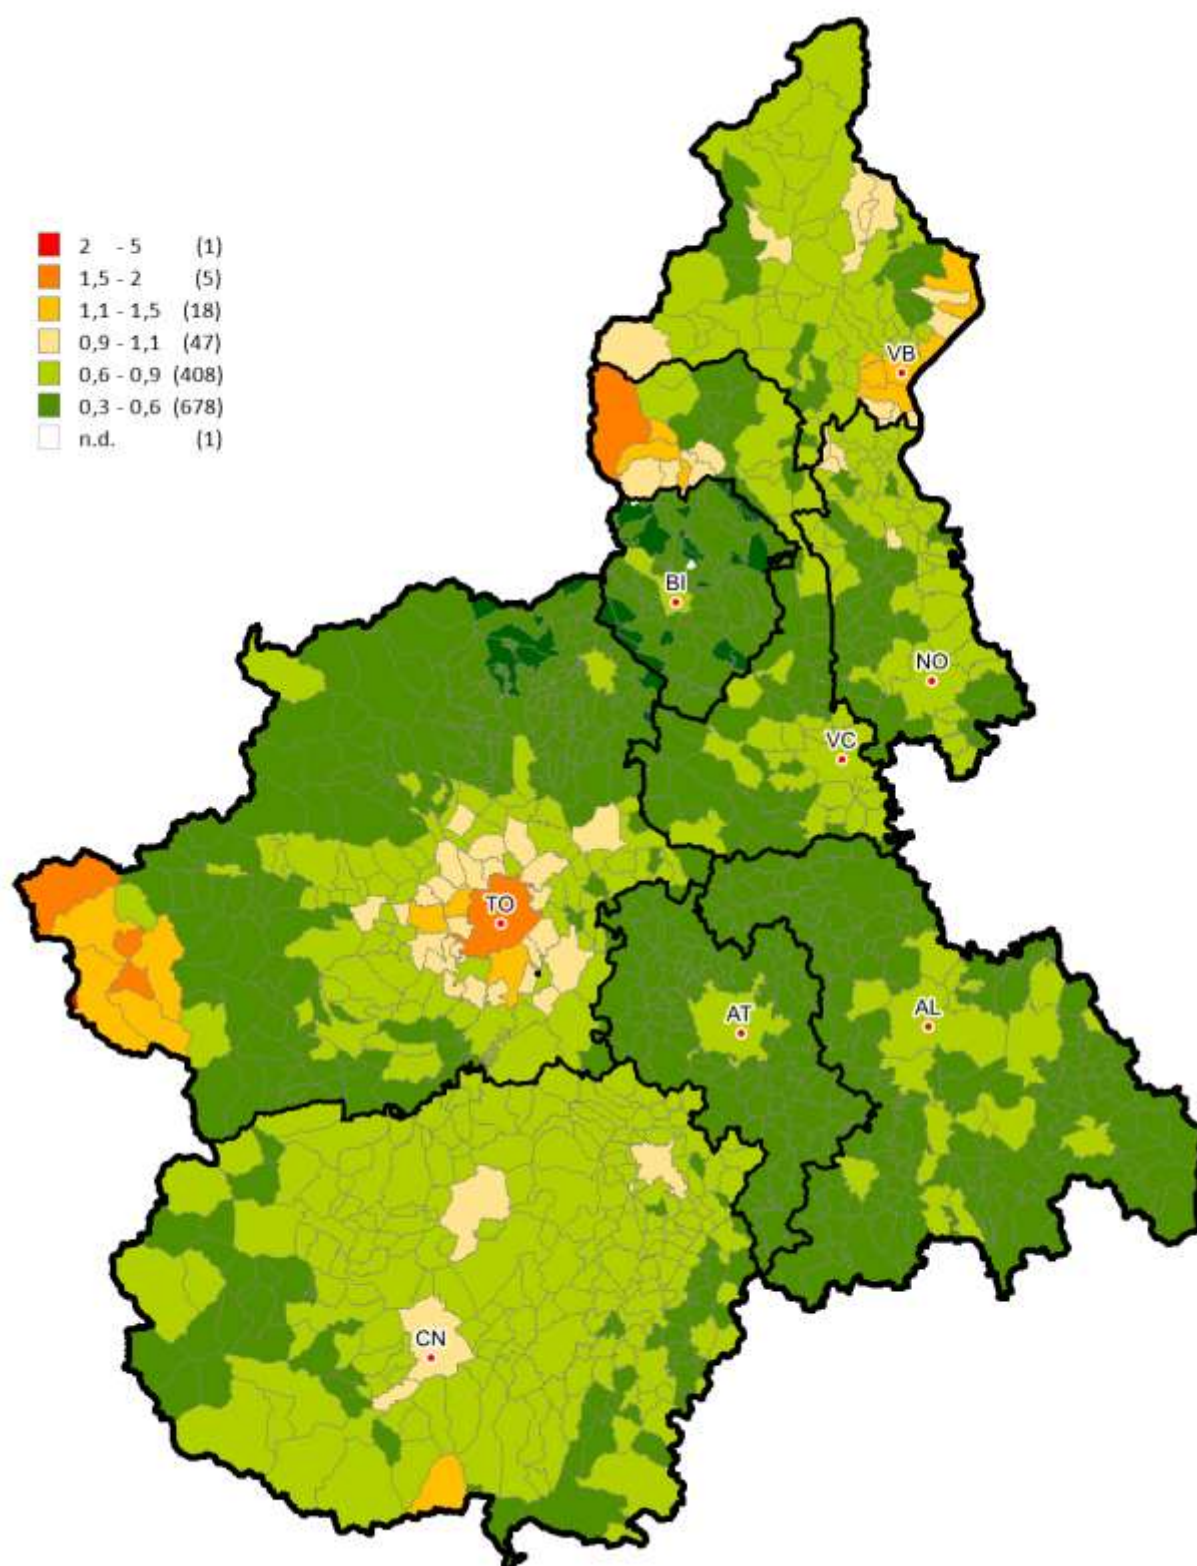 2 - 5 (1)
1,5 - 2 (5)
1,1 - 1,5 (18)
0,9 - 1,1 (47)
0,6 - 0,9 (408)
0,3 - 0,6 (678)
n.d. (1)
VB
BI
NO
VC
TO
AT
AL
CN